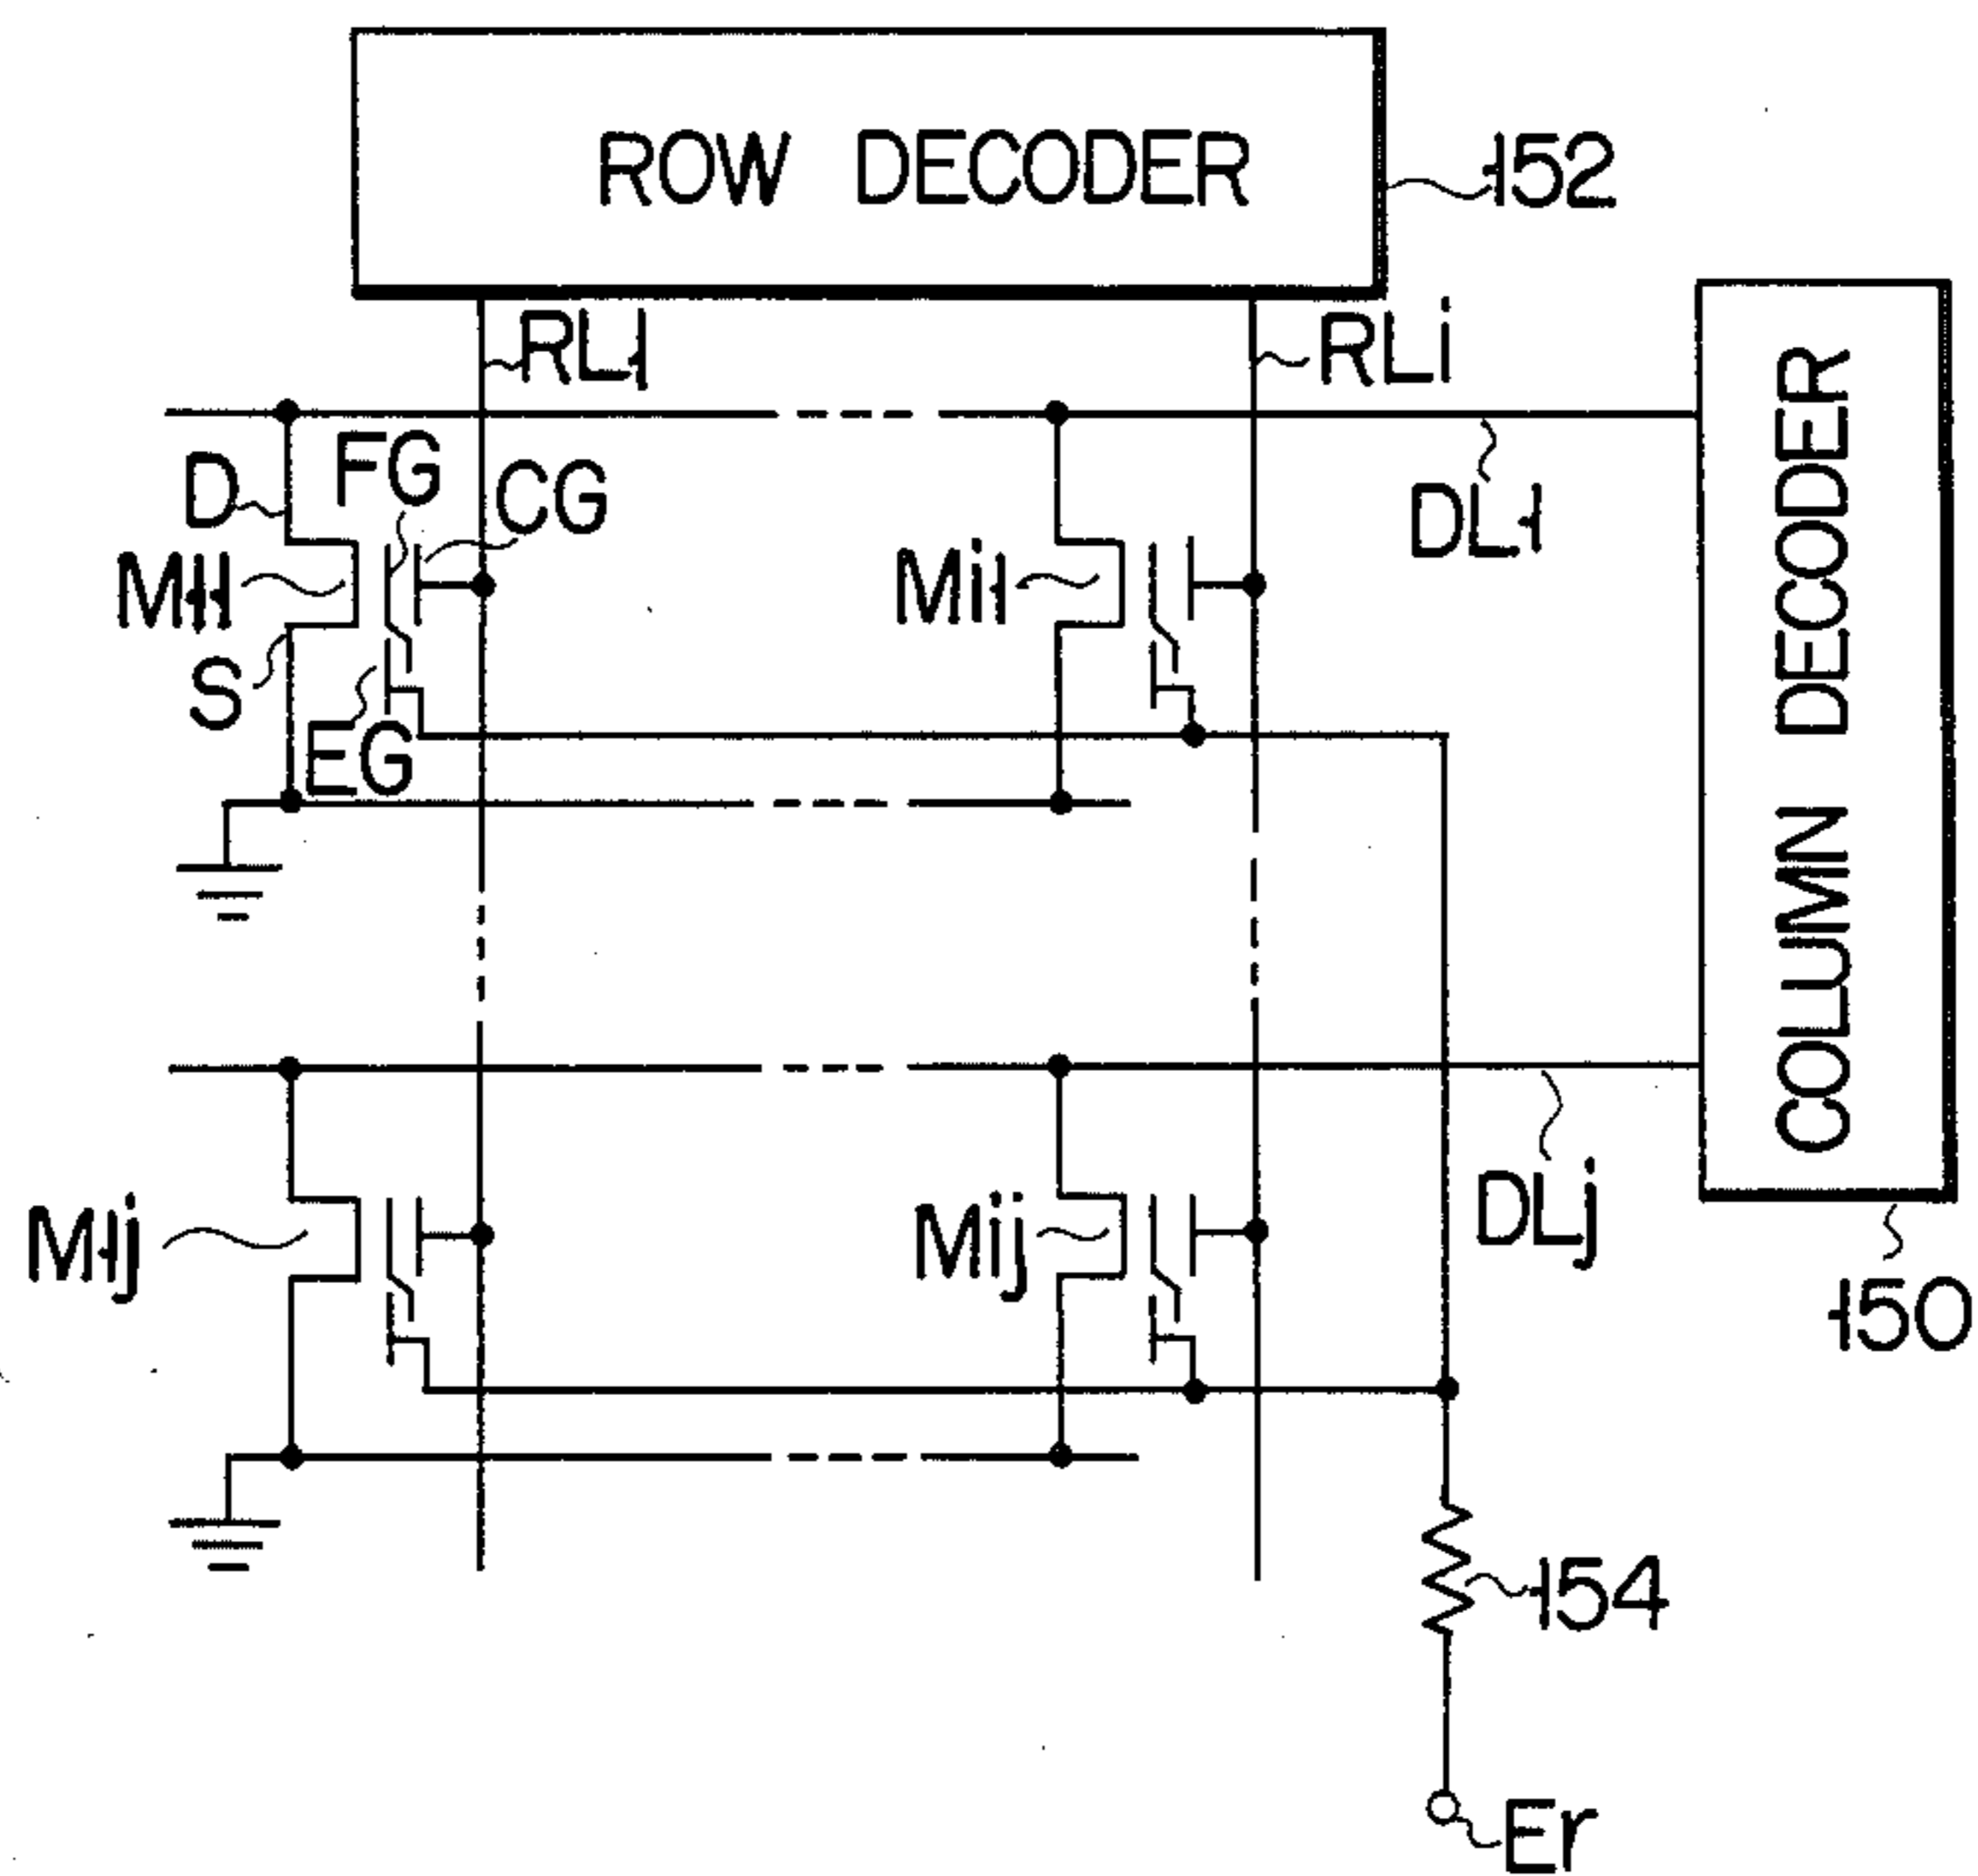 ROW DECODER
152
RL1
RLi
D
FG
CG
DL1
M11
Mi1
S
EG
COLUMN DECODER
M1j
Mij
DLj
150
154
Er